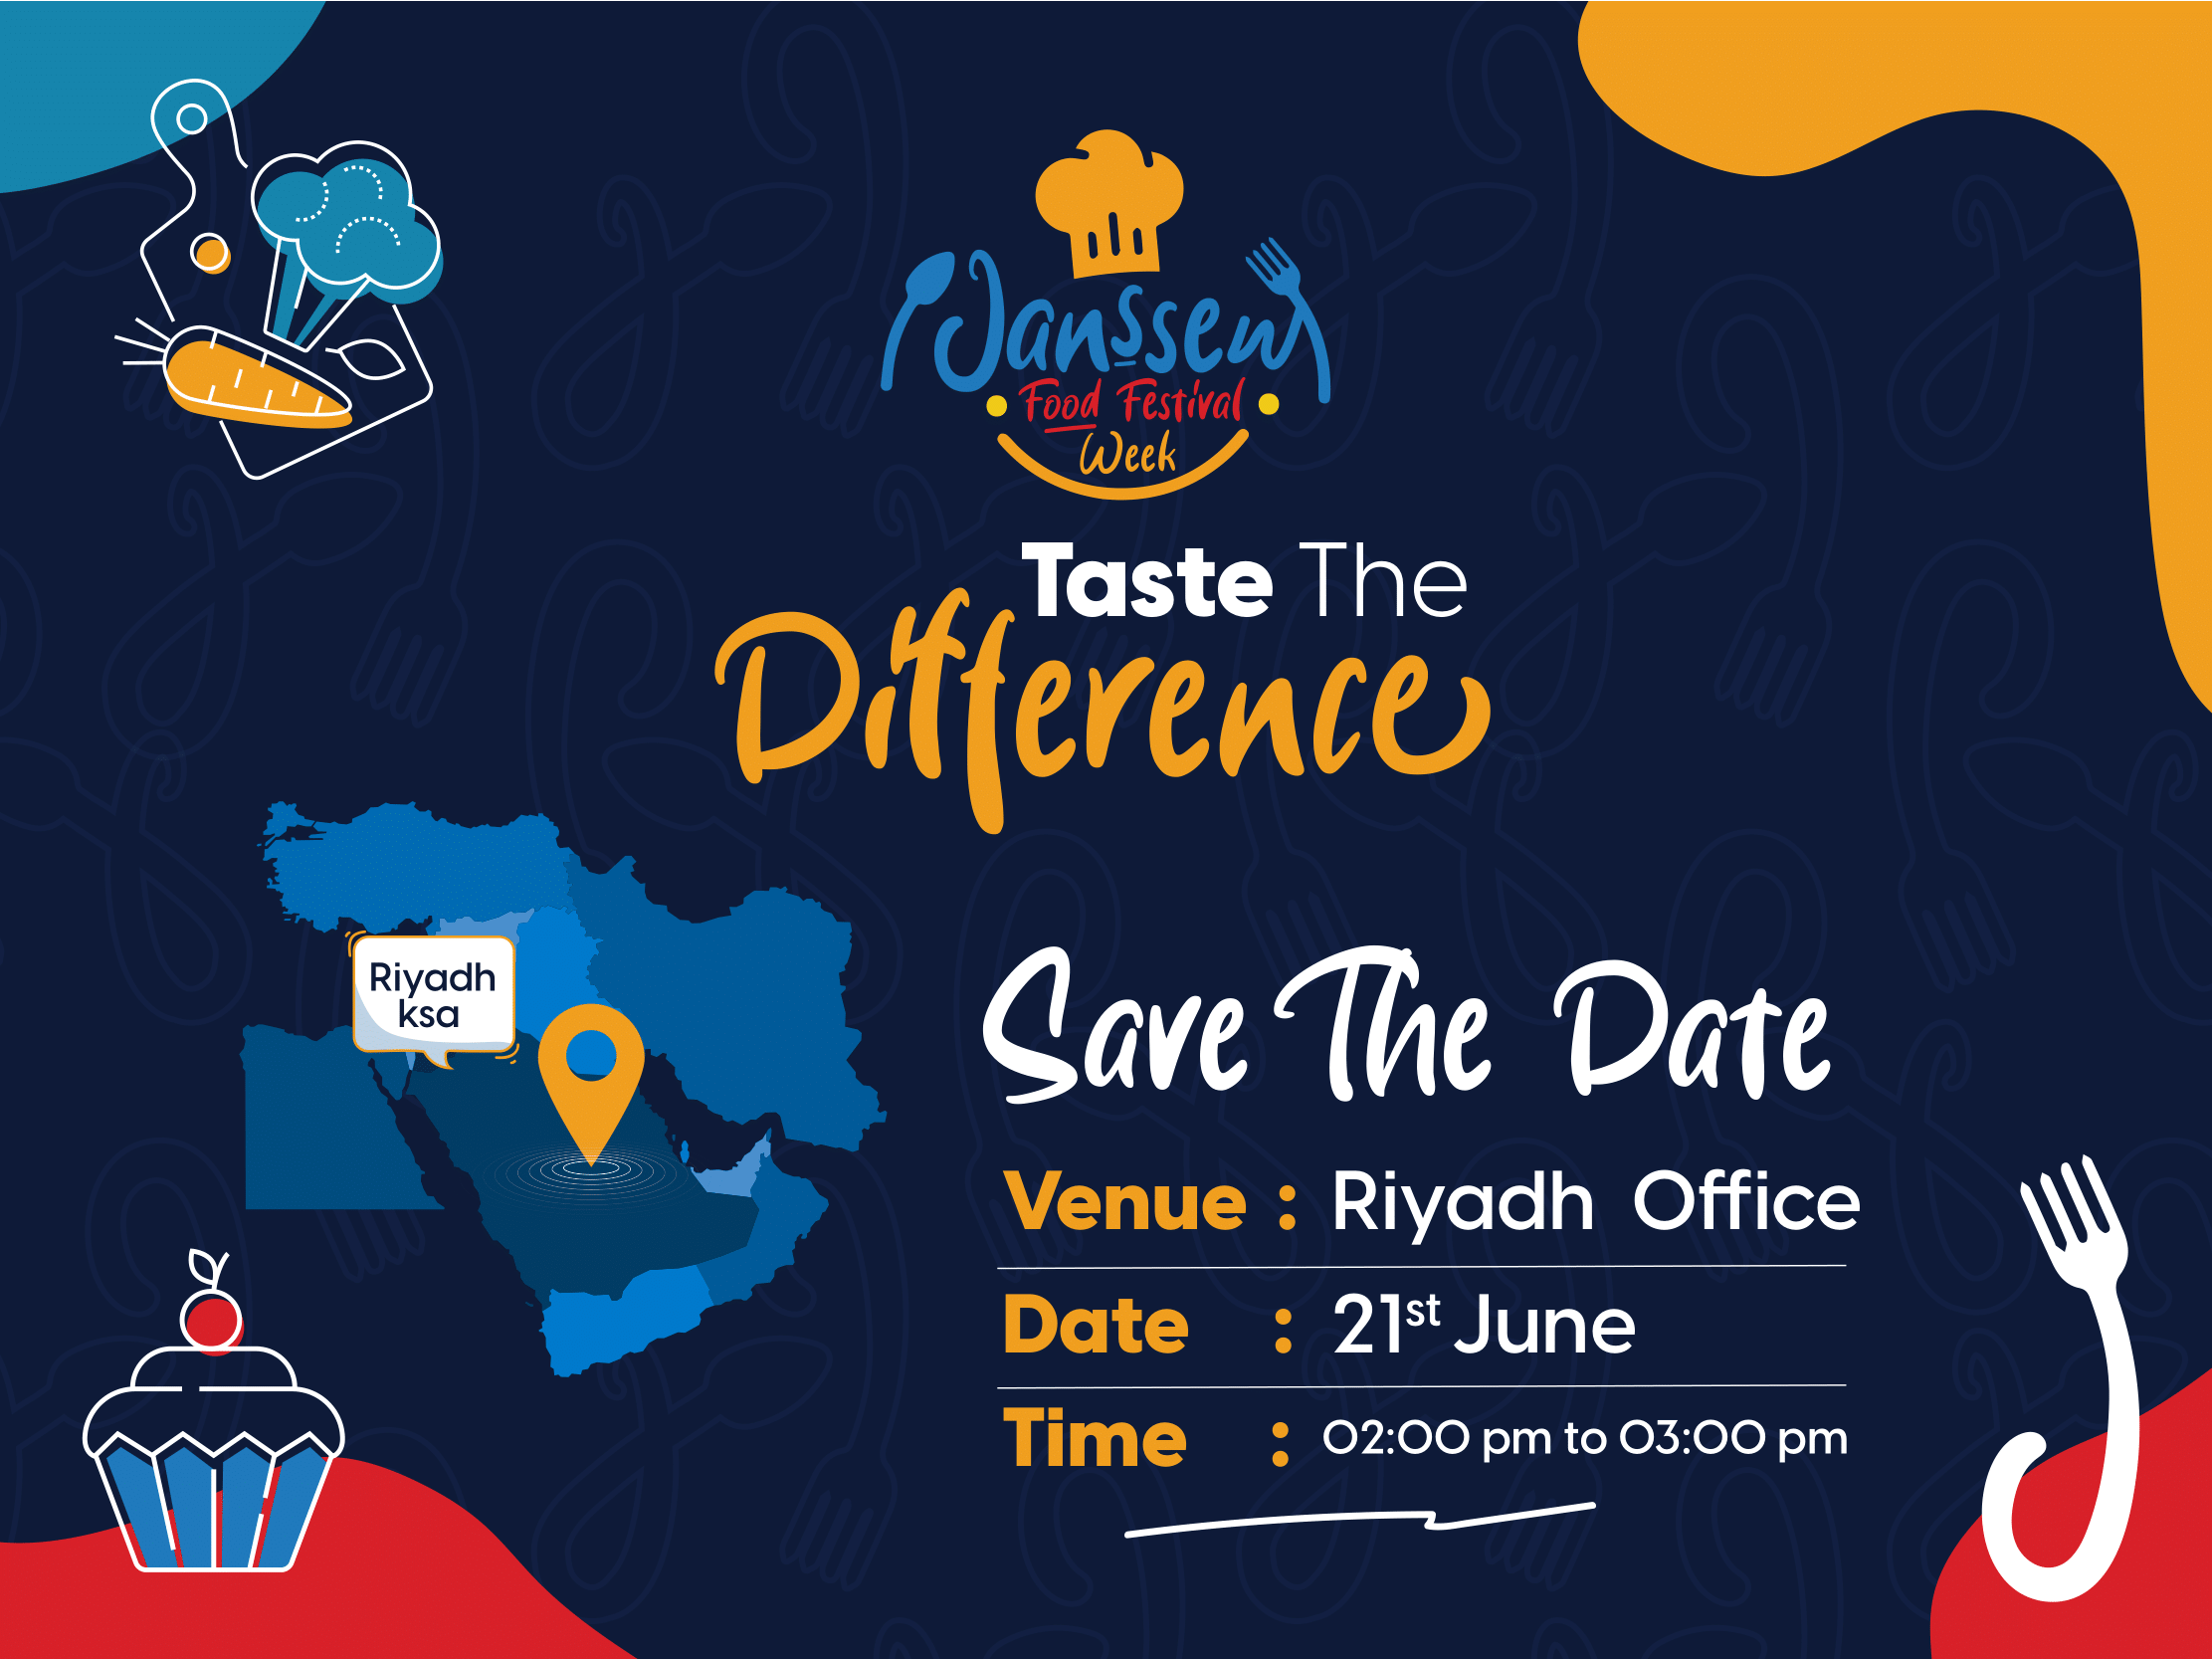 Janssen
Food Festival
Week
Taste The
Difference
Riyadh
ksa
Save The Date
Venue : Riyadh Office
Date : 21st June
Time : 02:00 pm to 03:00 pm